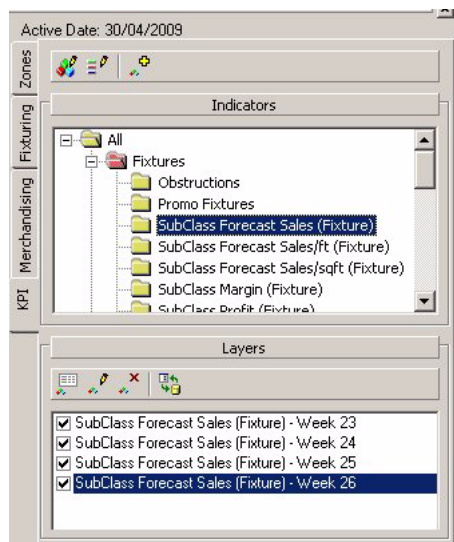 Active Date: 30/04/2009
Zones
Fixturing
Merchandising
KPI
Indicators
All
Fixtures
Obstructions
Promo Fixtures
SubClass Forecast Sales (Fixture)
SubClass Forecast Sales/ft (Fixture)
SubClass Forecast Sales/sqft (Fixture)
SubClass Margin (Fixture)
SubClass Profit (Fixture)
Layers
SubClass Forecast Sales (Fixture) - Week 23
SubClass Forecast Sales (Fixture) - Week 24
SubClass Forecast Sales (Fixture) - Week 25
SubClass Forecast Sales (Fixture) - Week 26